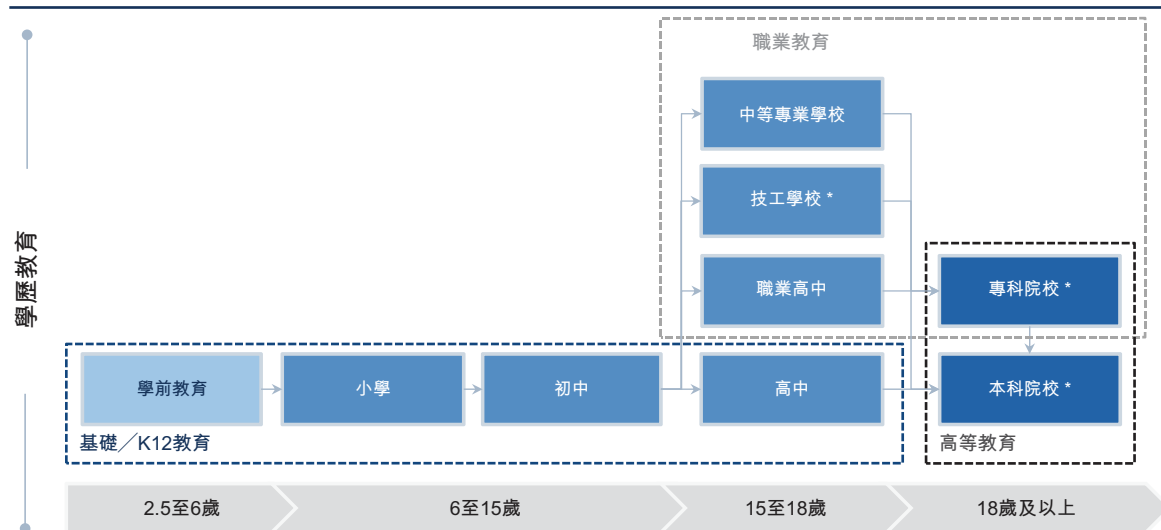 職業教育
中等專業學校
技工學校 *
職業高中
專科院校 *
學歷教育
學前教育
小學
初中
高中
本科院校 *
基礎／K12教育
高等教育
2.5至6歲
6至15歲
15至18歲
18歲及以上